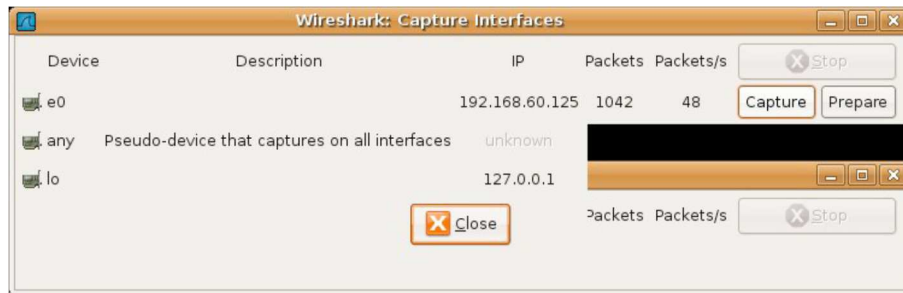 Wireshark: Capture Interfaces
Device Description IP Packets Packets/s Stop
e0 192.168.60.125 1042 48 Capture Prepare
any Pseudo-device that captures on all interfaces unknown
lo 127.0.0.1
Close Packets Packets/s Stop